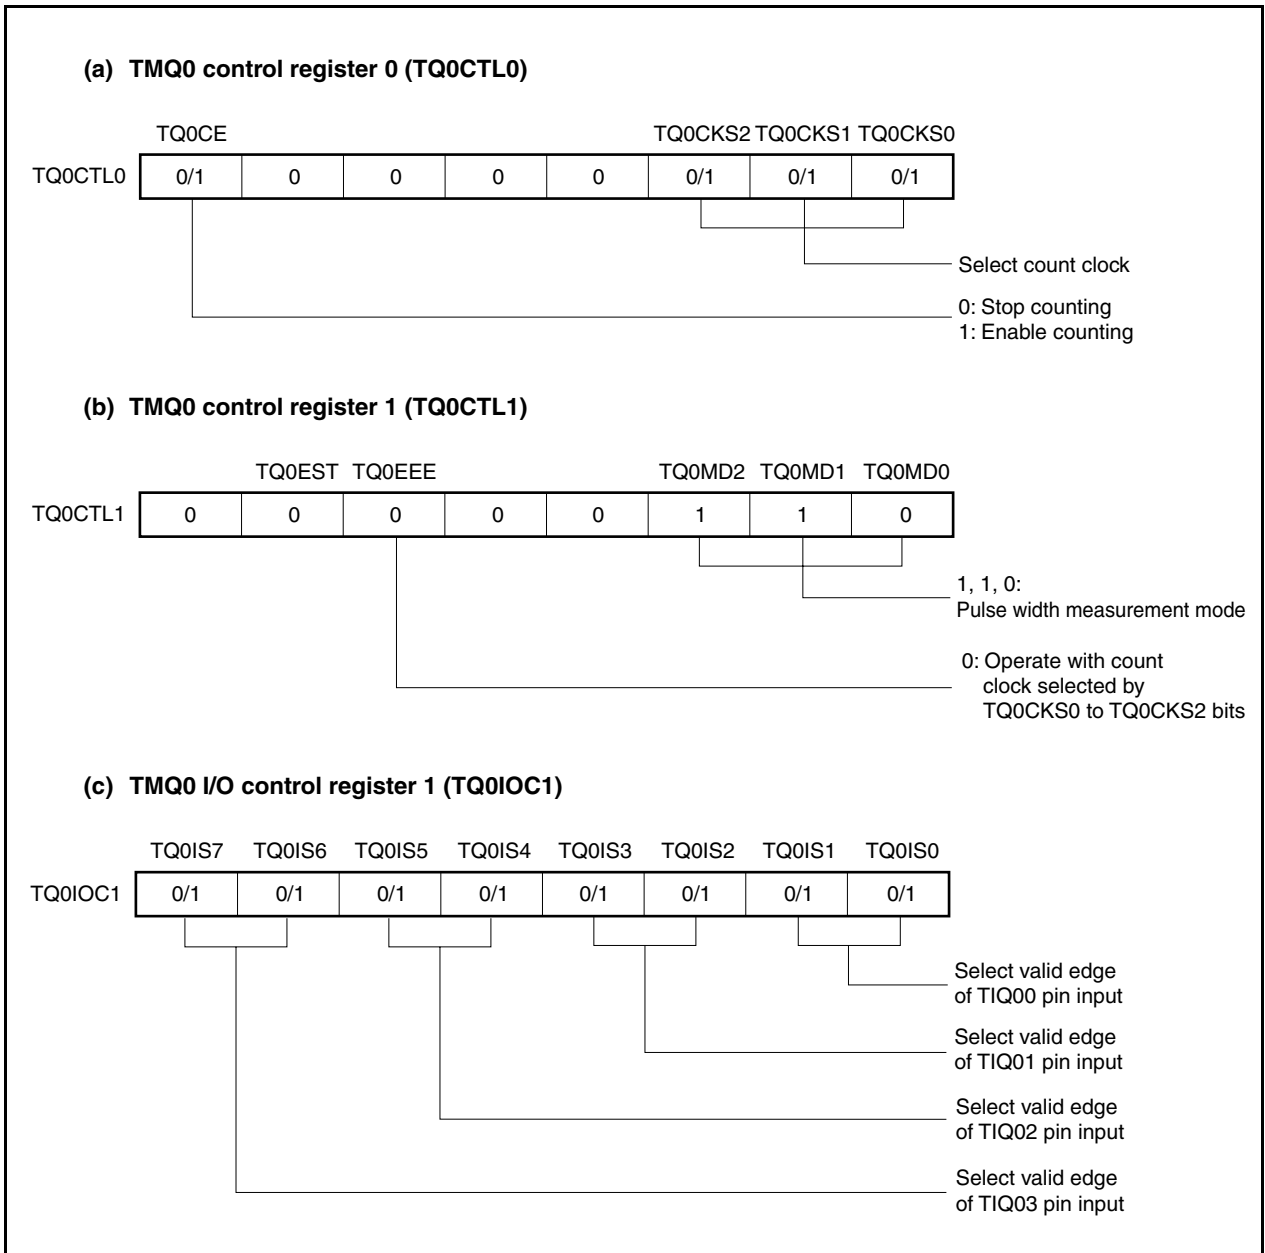 (a) TMQ0 control register 0 (TQ0CTL0)
TQ0CE TQ0CKS2 TQ0CKS1 TQ0CKS0
TQ0CTL0 0/1 0 0 0 0 0/1 0/1 0/1
Select count clock
0: Stop counting
1: Enable counting
(b) TMQ0 control register 1 (TQ0CTL1)
TQ0EST TQ0EEE TQ0MD2 TQ0MD1 TQ0MD0
TQ0CTL1 0 0 0 0 0 1 1 0
1, 1, 0:
Pulse width measurement mode
0: Operate with count
clock selected by
TQ0CKS0 to TQ0CKS2 bits
(c) TMQ0 I/O control register 1 (TQ0IOC1)
TQ0IS7 TQ0IS6 TQ0IS5 TQ0IS4 TQ0IS3 TQ0IS2 TQ0IS1 TQ0IS0
TQ0IOC1 0/1 0/1 0/1 0/1 0/1 0/1 0/1 0/1
Select valid edge
of TIQ00 pin input
Select valid edge
of TIQ01 pin input
Select valid edge
of TIQ02 pin input
Select valid edge
of TIQ03 pin input